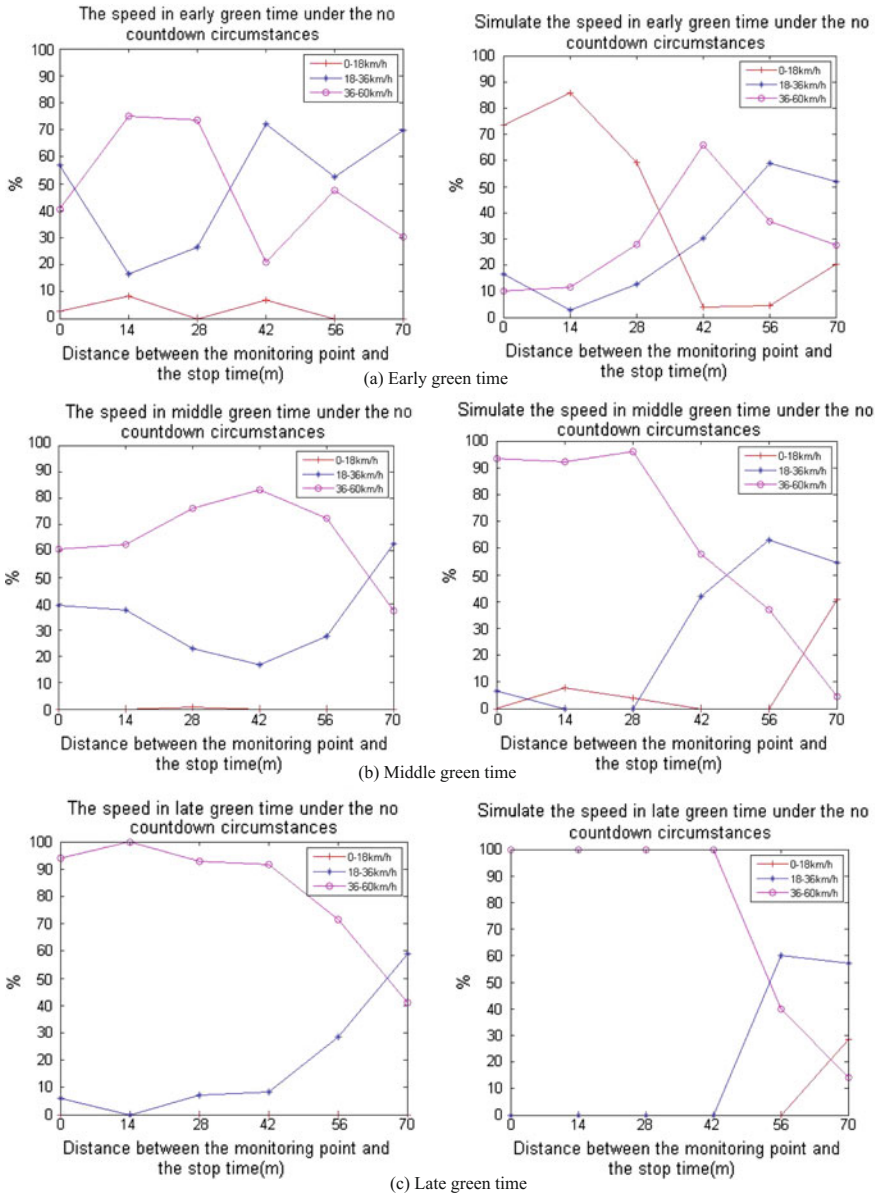 The speed in early green time under the no
countdown circumstances
100
90
80
70
60
50
40
30
20
10
0
%
0-18km/h
18-36km/h
36-60km/h
0 14 28 42 56 70
Distance between the monitoring point and
the stop time(m)
Simulate the speed in early green time under the no
countdown circumstances
100
90
80
70
60
50
40
30
20
10
0
%
0-18km/h
18-36km/h
36-60km/h
0 14 28 42 56 70
Distance between the monitoring point and
the stop time(m)
(a) Early green time
The speed in middle green time under the no
countdown circumstances
100
90
80
70
60
50
40
30
20
10
0
%
0-18km/h
18-36km/h
36-60km/h
0 14 28 42 56 70
Distance between the monitoring point and
the stop time(m)
Simulate the speed in middle green time under the no
countdown circumstances
100
90
80
70
60
50
40
30
20
10
0
%
0-18km/h
18-36km/h
36-60km/h
0 14 28 42 56 70
Distance between the monitoring point and
the stop time(m)
(b) Middle green time
The speed in late green time under the no
countdown circumstances
100
90
80
70
60
50
40
30
20
10
0
%
0-18km/h
18-36km/h
36-60km/h
0 14 28 42 56 70
Distance between the monitoring point and
the stop time(m)
Simulate the speed in late green time under the no
countdown circumstances
100
90
80
70
60
50
40
30
20
10
0
%
0-18km/h
18-36km/h
36-60km/h
0 14 28 42 56 70
Distance between the monitoring point and
the stop time(m)
(c) Late green time